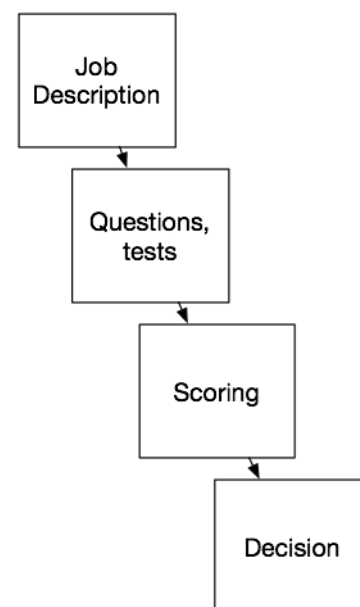 Job
Description
Questions,
tests
Scoring
Decision